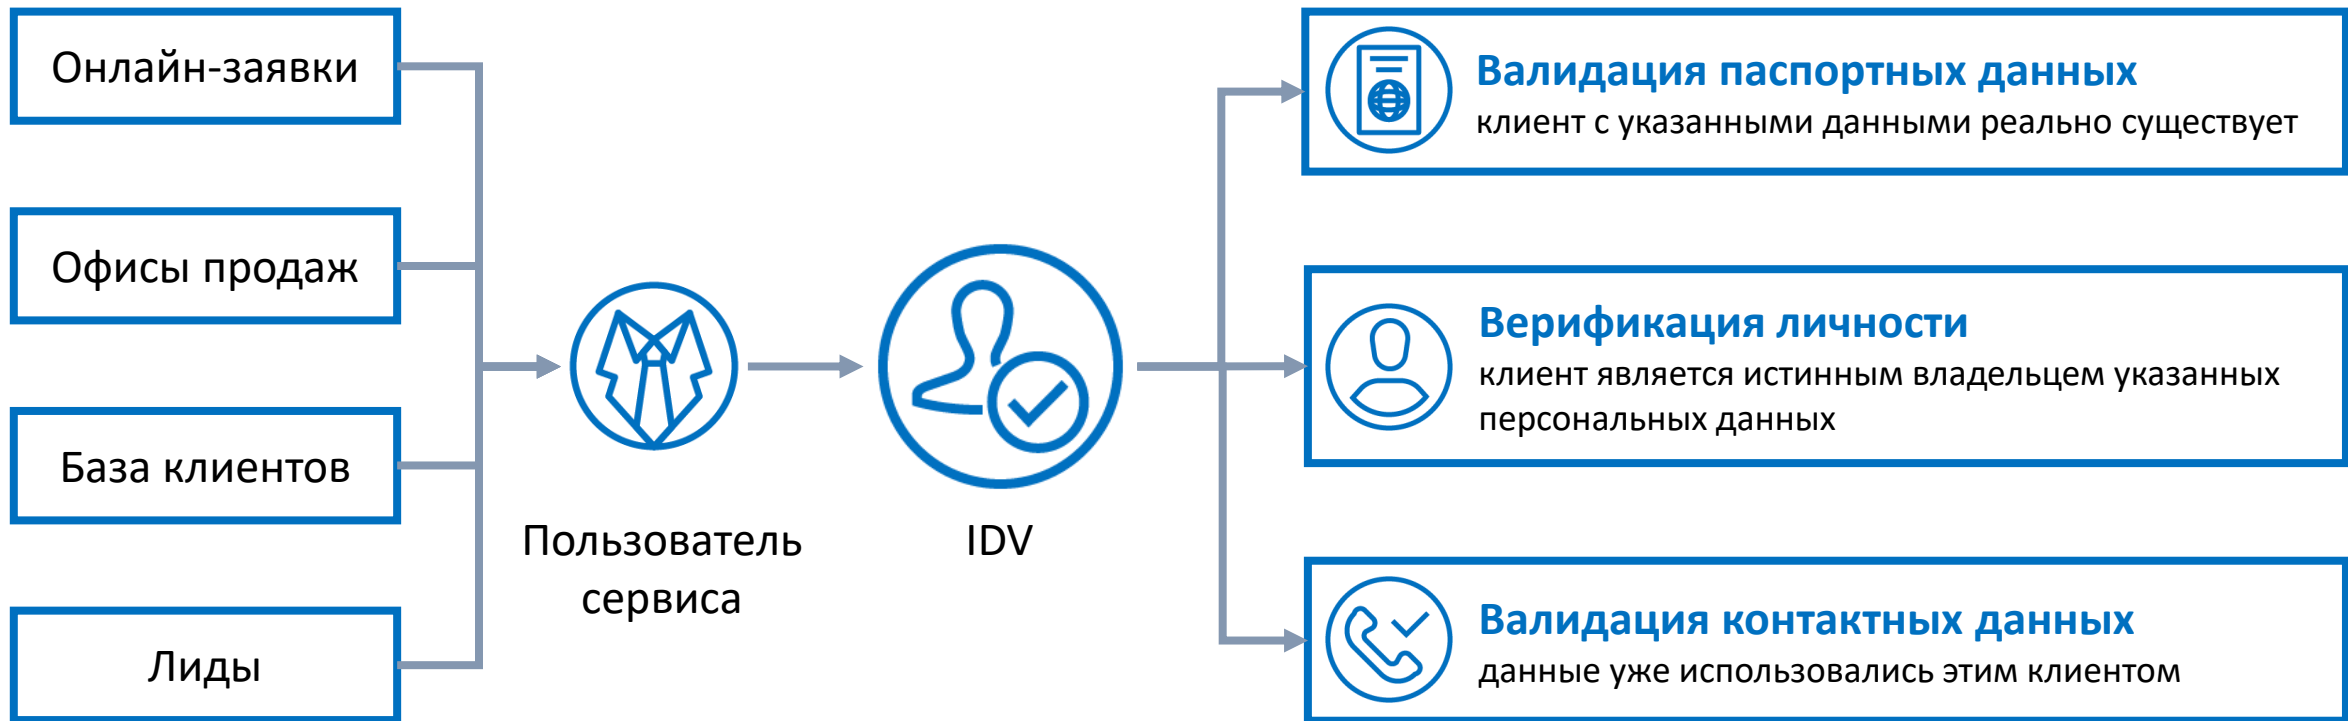 Онлайн-заявки
Офисы продаж
База клиентов
Лиды
Пользователь
сервиса
IDV
Валидация паспортных данных
клиент с указанными данными реально существует
Верификация личности
клиент является истинным владельцем указанных
персональных данных
Валидация контактных данных
данные уже использовались этим клиентом